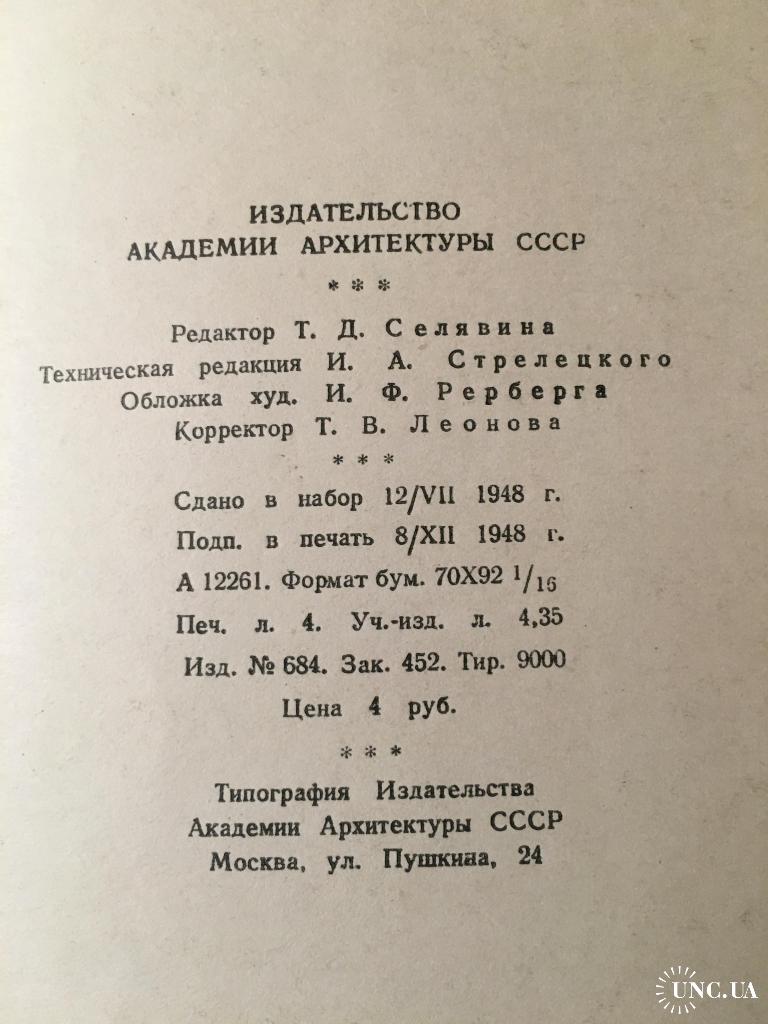 ИЗДАТЕЛЬСТВО
АКАДЕМИИ АРХИТЕКТУРЫ СССР
* * *
Редактор Т. Д. Селявина
Техническая редакция И. А. Стрелецкого
Обложка худ. И. Ф. Рерберга
Корректор Т. В. Леонова
* * *
Сдано в набор 12/VII 1948 г.
Подп. в печать 8/XII 1948 г.
А 12261. Формат бум. 70Х92 1/16
Печ. л. 4. Уч.-изд. л. 4,35
Изд. № 684. Зак. 452. Тир. 9000
Цена 4 руб.
* * *
Типография Издательства
Академии Архитектуры СССР
Москва, ул. Пушкина, 24
UNC.UA